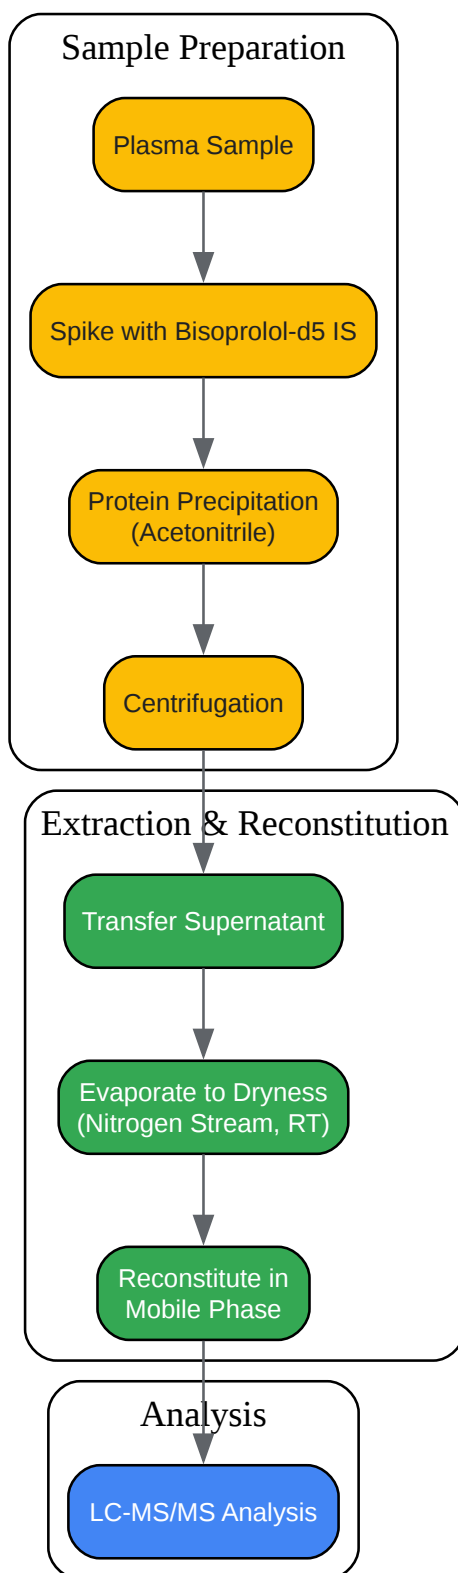 Sample Preparation
Plasma Sample
Spike with Bisoprolol-d5 IS
Protein Precipitation
(Acetonitrile)
Centrifugation
Extraction & Reconstitution
Transfer Supernatant
Evaporate to Dryness
(Nitrogen Stream, RT)
Reconstitute in
Mobile Phase
Analysis
LC-MS/MS Analysis